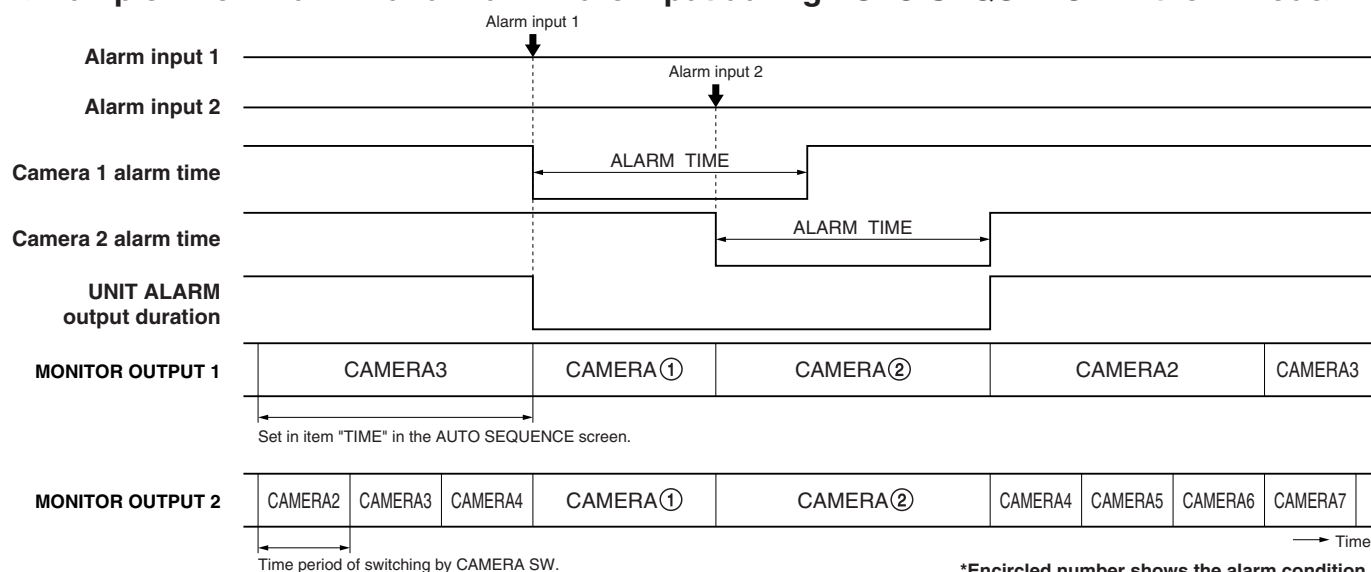 Alarm input 1
Alarm input 1
Alarm input 2
Alarm input 2
Camera 1 alarm time
ALARM TIME
Camera 2 alarm time
ALARM TIME
UNIT ALARM
output duration
MONITOR OUTPUT 1
CAMERA3 CAMERA① CAMERA② CAMERA2 CAMERA3
Set in item "TIME" in the AUTO SEQUENCE screen.
MONITOR OUTPUT 2
CAMERA2 CAMERA3 CAMERA4 CAMERA① CAMERA② CAMERA4 CAMERA5 CAMERA6 CAMERA7
Time
Time period of switching by CAMERA SW.
*Encircled number shows the alarm condition